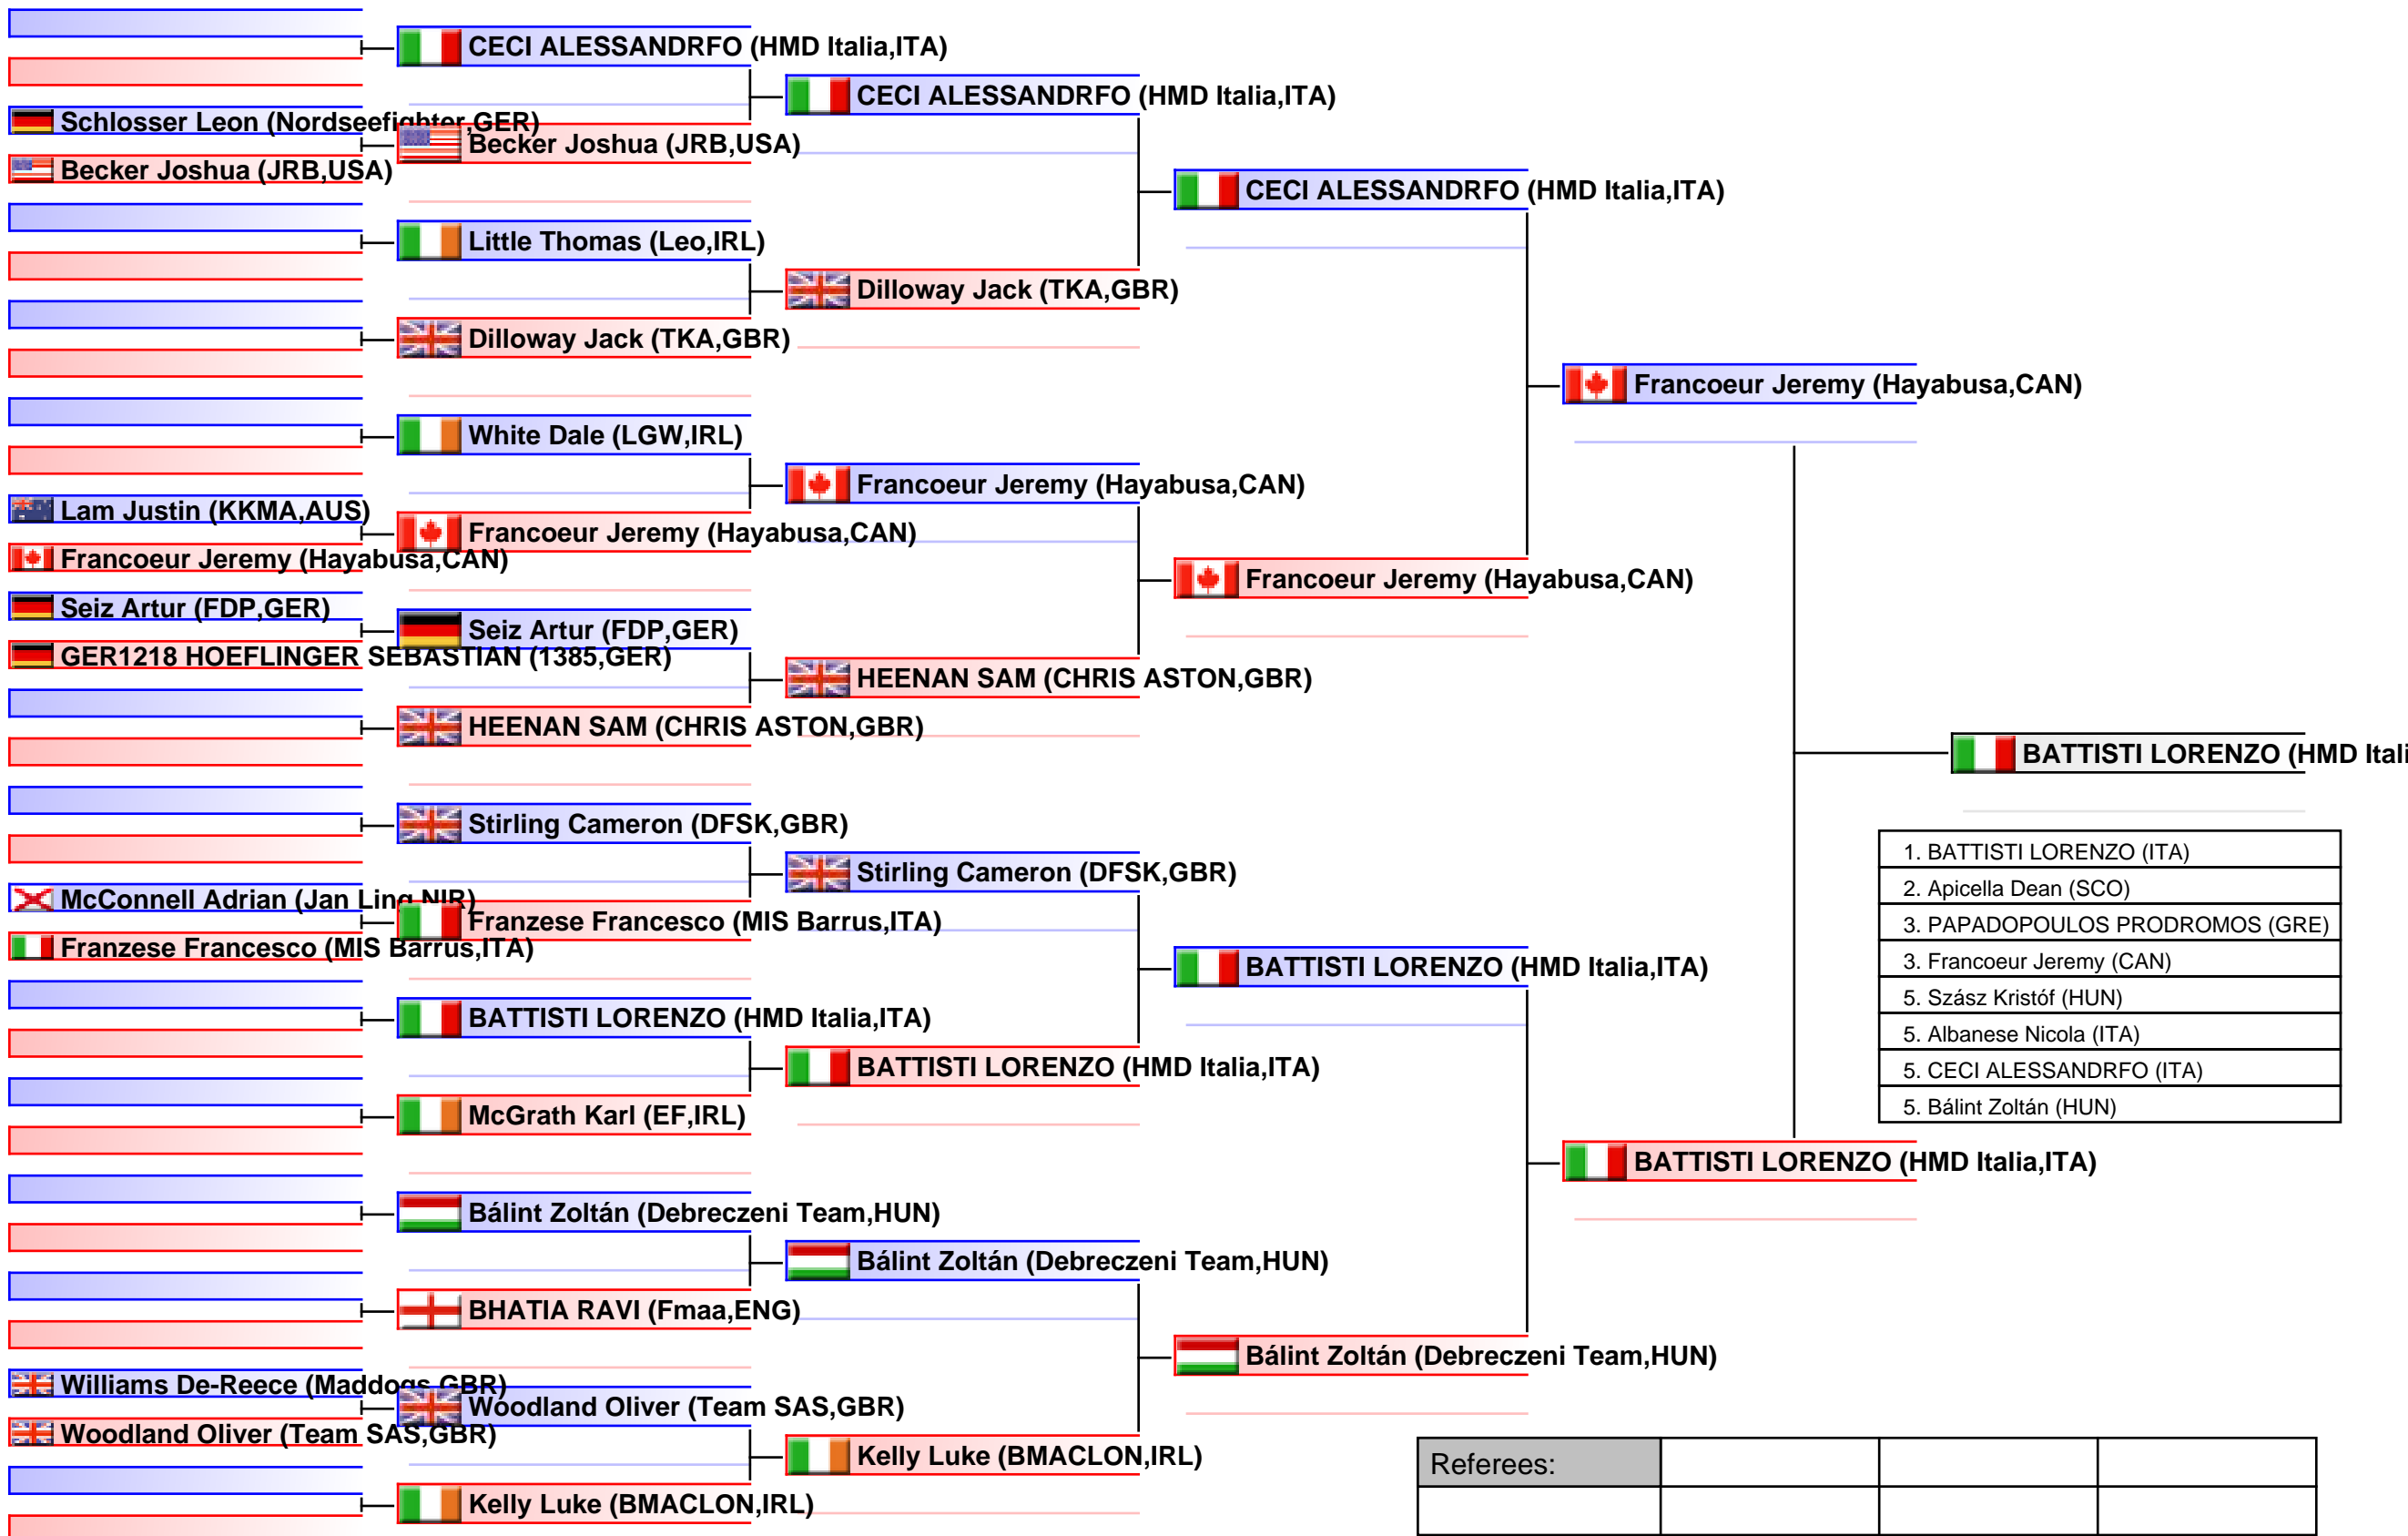 CECI ALESSANDRFO (HMD Italia,ITA)
CECI ALESSANDRFO (HMD Italia,ITA)
Schlosser Leon (Nordseefighter,GER)
Becker Joshua (JRB,USA)
Becker Joshua (JRB,USA)
CECI ALESSANDRFO (HMD Italia,ITA)
Little Thomas (Leo,IRL)
Dilloway Jack (TKA,GBR)
Dilloway Jack (TKA,GBR)
Francoeur Jeremy (Hayabusa,CAN)
White Dale (LGW,IRL)
Francoeur Jeremy (Hayabusa,CAN)
Lam Justin (KKMA,AUS)
Francoeur Jeremy (Hayabusa,CAN)
Francoeur Jeremy (Hayabusa,CAN)
Francoeur Jeremy (Hayabusa,CAN)
Seiz Artur (FDP,GER)
Seiz Artur (FDP,GER)
GER1218 HOEFLINGER SEBASTIAN (1385,GER)
HEENAN SAM (CHRIS ASTON,GBR)
HEENAN SAM (CHRIS ASTON,GBR)
BATTISTI LORENZO (HMD Itali
Stirling Cameron (DFSK,GBR)
Stirling Cameron (DFSK,GBR)
McConnell Adrian (Jan Ling,NIR)
Franzese Francesco (MIS Barrus,ITA)
Franzese Francesco (MIS Barrus,ITA)
BATTISTI LORENZO (HMD Italia,ITA)
BATTISTI LORENZO (HMD Italia,ITA)
BATTISTI LORENZO (HMD Italia,ITA)
McGrath Karl (EF,IRL)
1. BATTISTI LORENZO (ITA)
2. Apicella Dean (SCO)
3. PAPADOPOULOS PRODROMOS (GRE)
3. Francoeur Jeremy (CAN)
5. Szász Kristóf (HUN)
5. Albanese Nicola (ITA)
5. CECI ALESSANDRFO (ITA)
5. Bálint Zoltán (HUN)
BATTISTI LORENZO (HMD Italia,ITA)
Bálint Zoltán (Debreczeni Team,HUN)
Bálint Zoltán (Debreczeni Team,HUN)
BHATIA RAVI (Fmaa,ENG)
Bálint Zoltán (Debreczeni Team,HUN)
Williams De-Reece (Maddogs,GBR)
Woodland Oliver (Team SAS,GBR)
Woodland Oliver (Team SAS,GBR)
Kelly Luke (BMACLON,IRL)
Kelly Luke (BMACLON,IRL)
Referees: